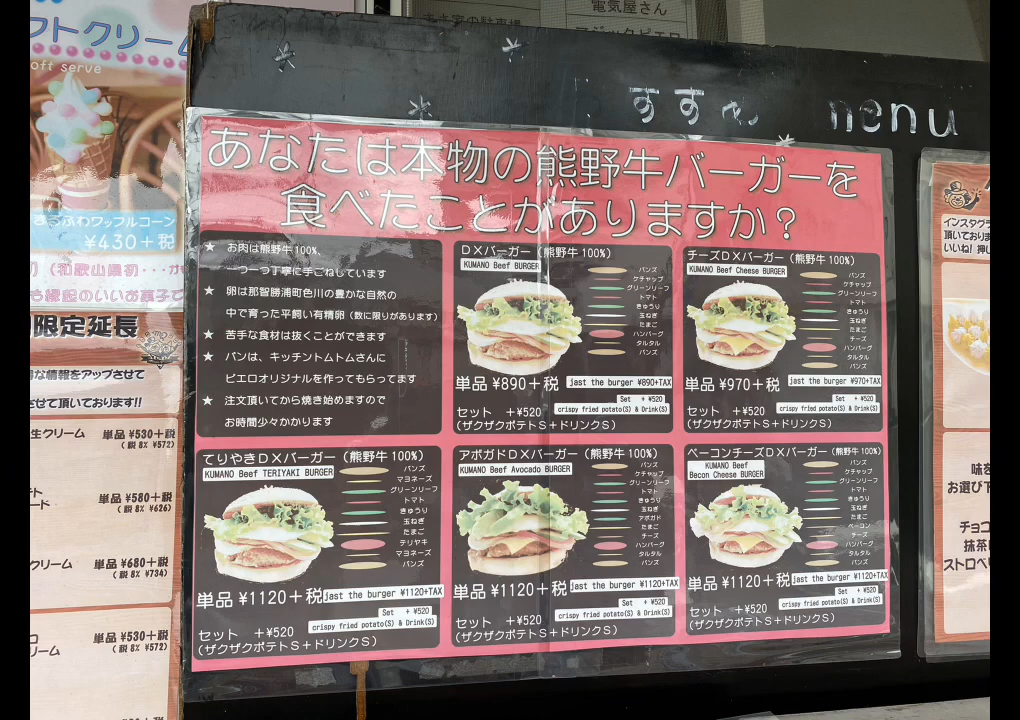 電気屋さん
フトクリーム
oft serve
ふわワッフルコーン
¥430＋税
(和歌山県初・・・
も縁起のいいお菓子で
限定延長
な情報をアップさせて
させて頂いております!!
生クリーム 単品 ¥530＋税
(税8% ¥572)
単品 ¥580＋税
(税8% ¥626)
クリーム 単品 ¥680＋税
(税8% ¥734)
単品 ¥530＋税
(税8% ¥572)
menu
あなたは本物の熊野牛バーガーを
食べたことがありますか？
★ お肉は熊野牛100%、
一つ一つ丁寧に手ごねしています
★ 卵は那智勝浦町色川の豊かな自然の
中で育った平飼い有精卵（数に限りがあります）
★ 苦手な食材は抜くことができます
★ パンは、キッチントムトムさんに
ピエロオリジナルを作ってもらってます
★ 注文頂いてから焼き始めますので
お時間少々かかります
DXバーガー（熊野牛100%）
KUMANO Beef BURGER
バンズ
ケチャップ
グリーンリーフ
トマト
きゅうり
玉ねぎ
たまご
ハンバーグ
タルタル
バンズ
単品 ¥890＋税 jast the burger ¥890+TAX
セット ＋¥520
Set + ¥520
crispy fried potato(S) & Drink(S)
（ザクザクポテトS＋ドリンクS）
チーズDXバーガー（熊野牛100%）
KUMANO Beef Cheese BURGER
バンズ
ケチャップ
グリーンリーフ
トマト
きゅうり
玉ねぎ
たまご
チーズ
ハンバーグ
タルタル
バンズ
単品 ¥970＋税 jast the burger ¥970+TAX
セット ＋¥520
Set + ¥520
crispy fried potato(S) & Drink(S)
（ザクザクポテトS＋ドリンクS）
てりやきDXバーガー（熊野牛100%）
KUMANO Beef TERIYAKI BURGER
バンズ
マヨネーズ
グリーンリーフ
トマト
きゅうり
玉ねぎ
たまご
テリヤキ
マヨネーズ
バンズ
単品 ¥1120＋税 jast the burger ¥1120+TAX
セット ＋¥520
Set + ¥520
crispy fried potato(S) & Drink(S)
（ザクザクポテトS＋ドリンクS）
アボガドDXバーガー（熊野牛100%）
KUMANO Beef Avocado BURGER
バンズ
ケチャップ
グリーンリーフ
トマト
きゅうり
玉ねぎ
アボガド
たまご
チーズ
ハンバーグ
タルタル
バンズ
単品 ¥1120＋税 jast the burger ¥1120+TAX
セット ＋¥520
Set + ¥520
crispy fried potato(S) & Drink(S)
（ザクザクポテトS＋ドリンクS）
ベーコンチーズDXバーガー（熊野牛100%）
KUMANO Beef
Becon Cheese BURGER
バンズ
ケチャップ
グリーンリーフ
トマト
きゅうり
玉ねぎ
たまご
ベーコン
チーズ
ハンバーグ
タルタル
バンズ
単品 ¥1120＋税 jast the burger ¥1120+TAX
セット ＋¥520
Set + ¥520
crispy fried potato(S) & Drink(S)
（ザクザクポテトS＋ドリンクS）
インスタグラ
頂いておりま
いいね! 押し
味を
お選び下
チョコ
抹茶
ストロベリ